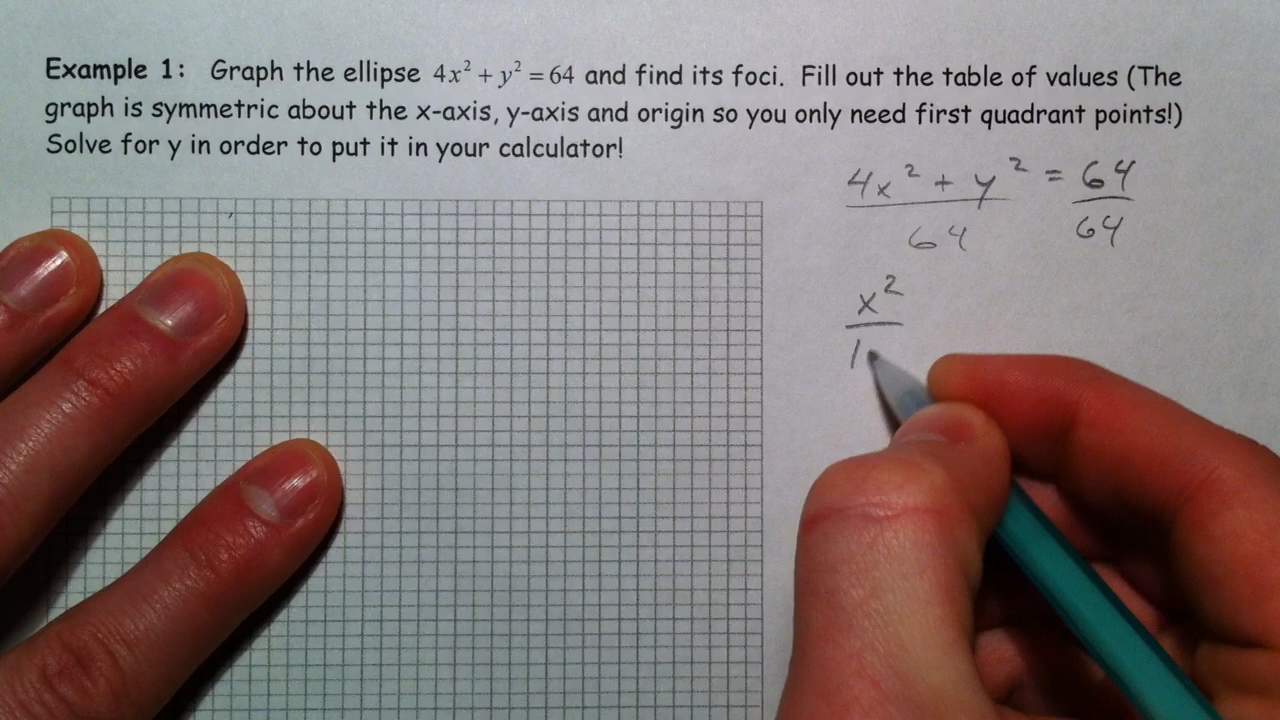 Example 1: Graph the ellipse 4x² + y² = 64 and find its foci. Fill out the table of values (The
graph is symmetric about the x-axis, y-axis and origin so you only need first quadrant points!)
Solve for y in order to put it in your calculator!
4x² + y² = 64
64 64
x²
1